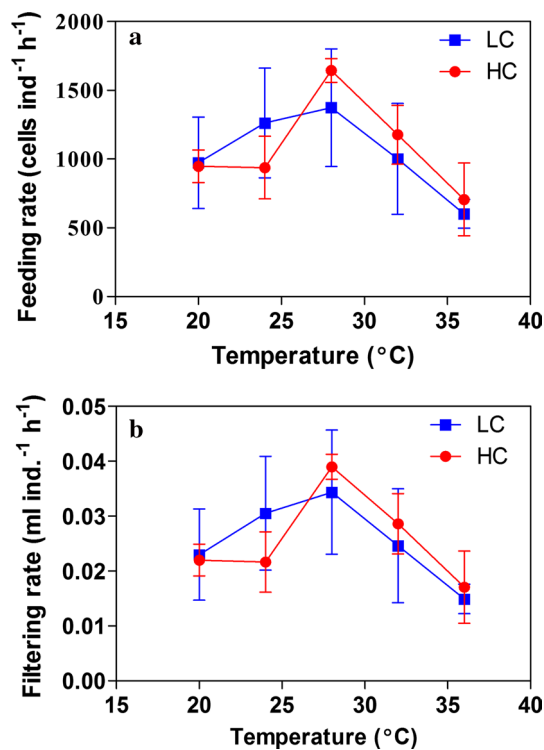 a
LC
HC
Feeding rate (cells ind⁻¹ h⁻¹)
2000
1500
1000
500
0
15 20 25 30 35 40
Temperature (°C)
b
LC
HC
Filtering rate (ml ind.⁻¹ h⁻¹)
0.05
0.04
0.03
0.02
0.01
0.00
15 20 25 30 35 40
Temperature (°C)